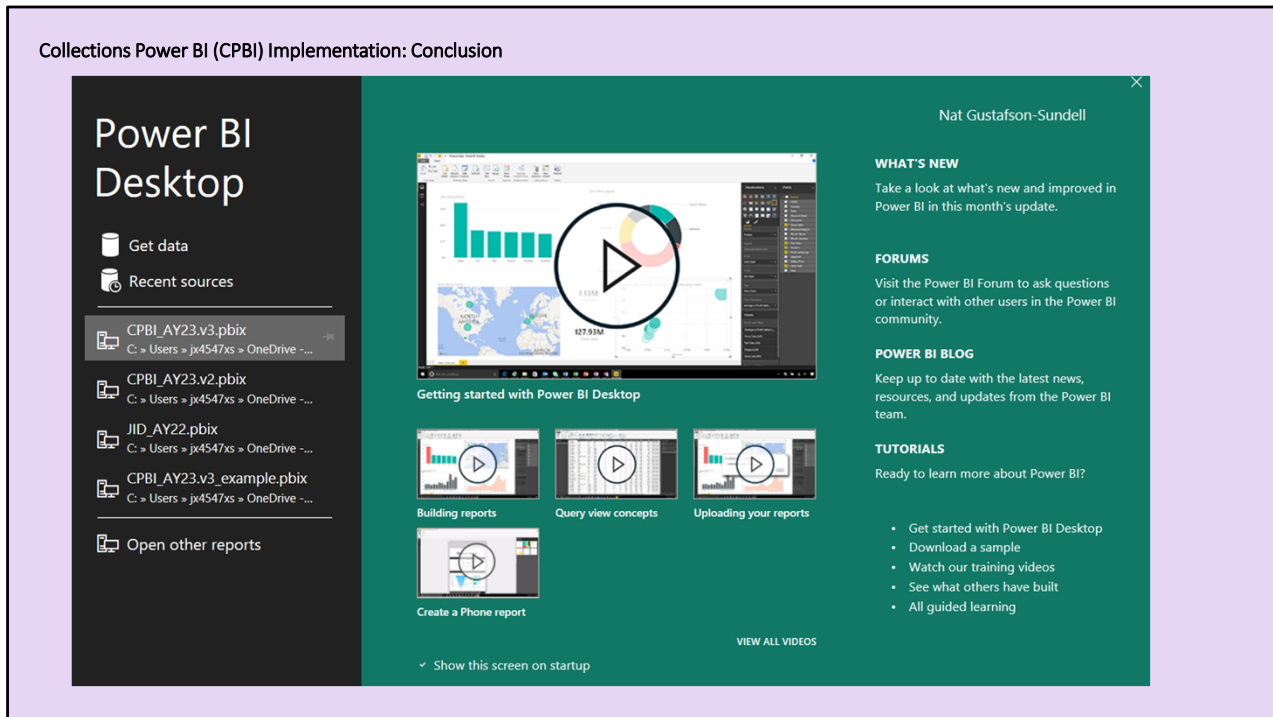 Collections Power BI (CPBI) Implementation: Conclusion
Power BI
Desktop
Get data
Recent sources
CPBI_AY23.v3.pbix
C: » Users » jx4547xs » OneDrive -...
CPBI_AY23.v2.pbix
C: » Users » jx4547xs » OneDrive -...
JID_AY22.pbix
C: » Users » jx4547xs » OneDrive -...
CPBI_AY23.v3_example.pbix
C: » Users » jx4547xs » OneDrive -...
Open other reports
127.93M
Getting started with Power BI Desktop
Building reports
Query view concepts
Uploading your reports
Create a Phone report
VIEW ALL VIDEOS
Show this screen on startup
Nat Gustafson-Sundell
WHAT'S NEW
Take a look at what's new and improved in
Power BI in this month's update.
FORUMS
Visit the Power BI Forum to ask questions
or interact with other users in the Power BI
community.
POWER BI BLOG
Keep up to date with the latest news,
resources, and updates from the Power BI
team.
TUTORIALS
Ready to learn more about Power BI?
• Get started with Power BI Desktop
• Download a sample
• Watch our training videos
• See what others have built
• All guided learning